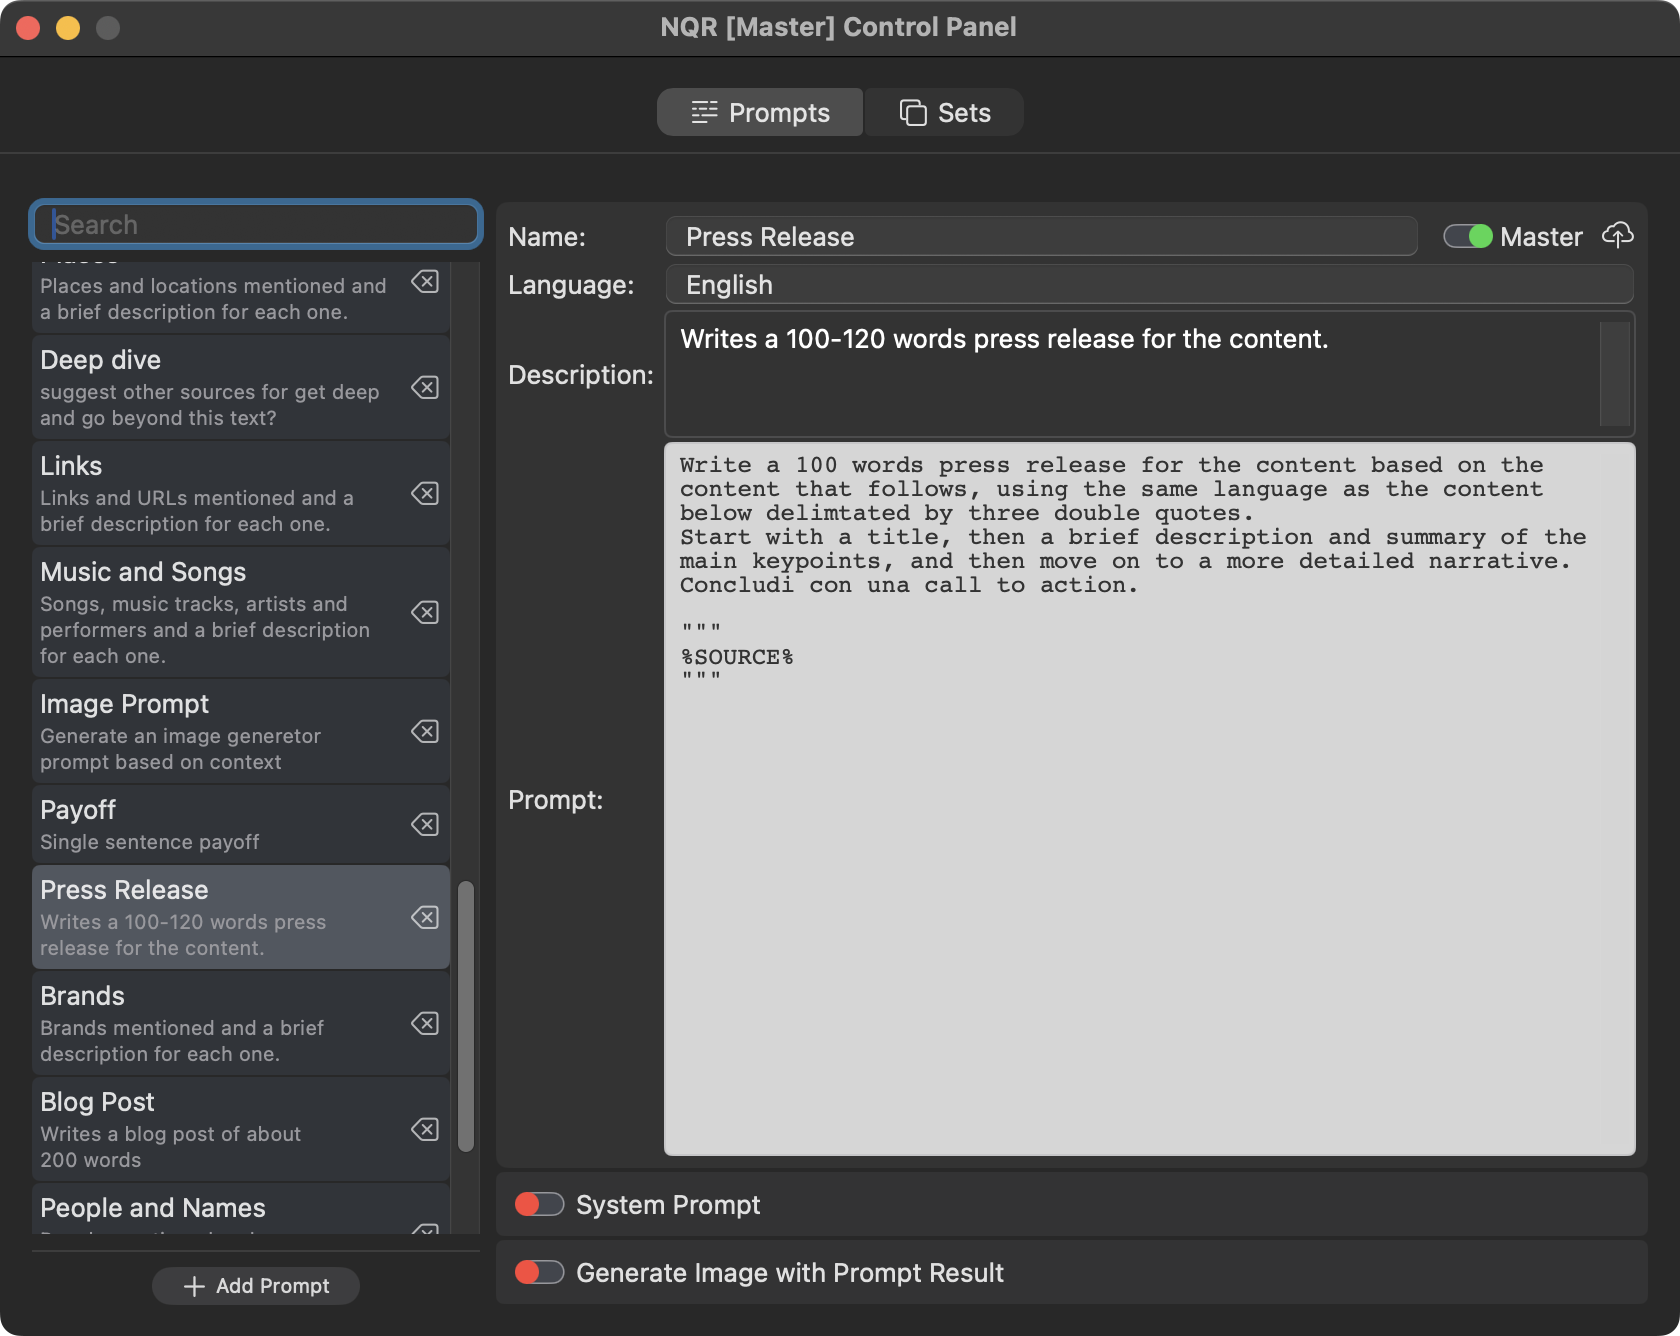 NQR [Master] Control Panel
Prompts
Sets
Search
Places and locations mentioned and
a brief description for each one.
Deep dive
suggest other sources for get deep
and go beyond this text?
Links
Links and URLs mentioned and a
brief description for each one.
Music and Songs
Songs, music tracks, artists and
performers and a brief description
for each one.
Image Prompt
Generate an image generetor
prompt based on context
Payoff
Single sentence payoff
Press Release
Writes a 100-120 words press
release for the content.
Brands
Brands mentioned and a brief
description for each one.
Blog Post
Writes a blog post of about
200 words
People and Names
Add Prompt
Name:
Press Release
Master
Language:
English
Description:
Writes a 100-120 words press release for the content.
Prompt:
Write a 100 words press release for the content based on the
content that follows, using the same language as the content
below delimtated by three double quotes.
Start with a title, then a brief description and summary of the
main keypoints, and then move on to a more detailed narrative.
Concludi con una call to action.
"""
%SOURCE%
"""
System Prompt
Generate Image with Prompt Result